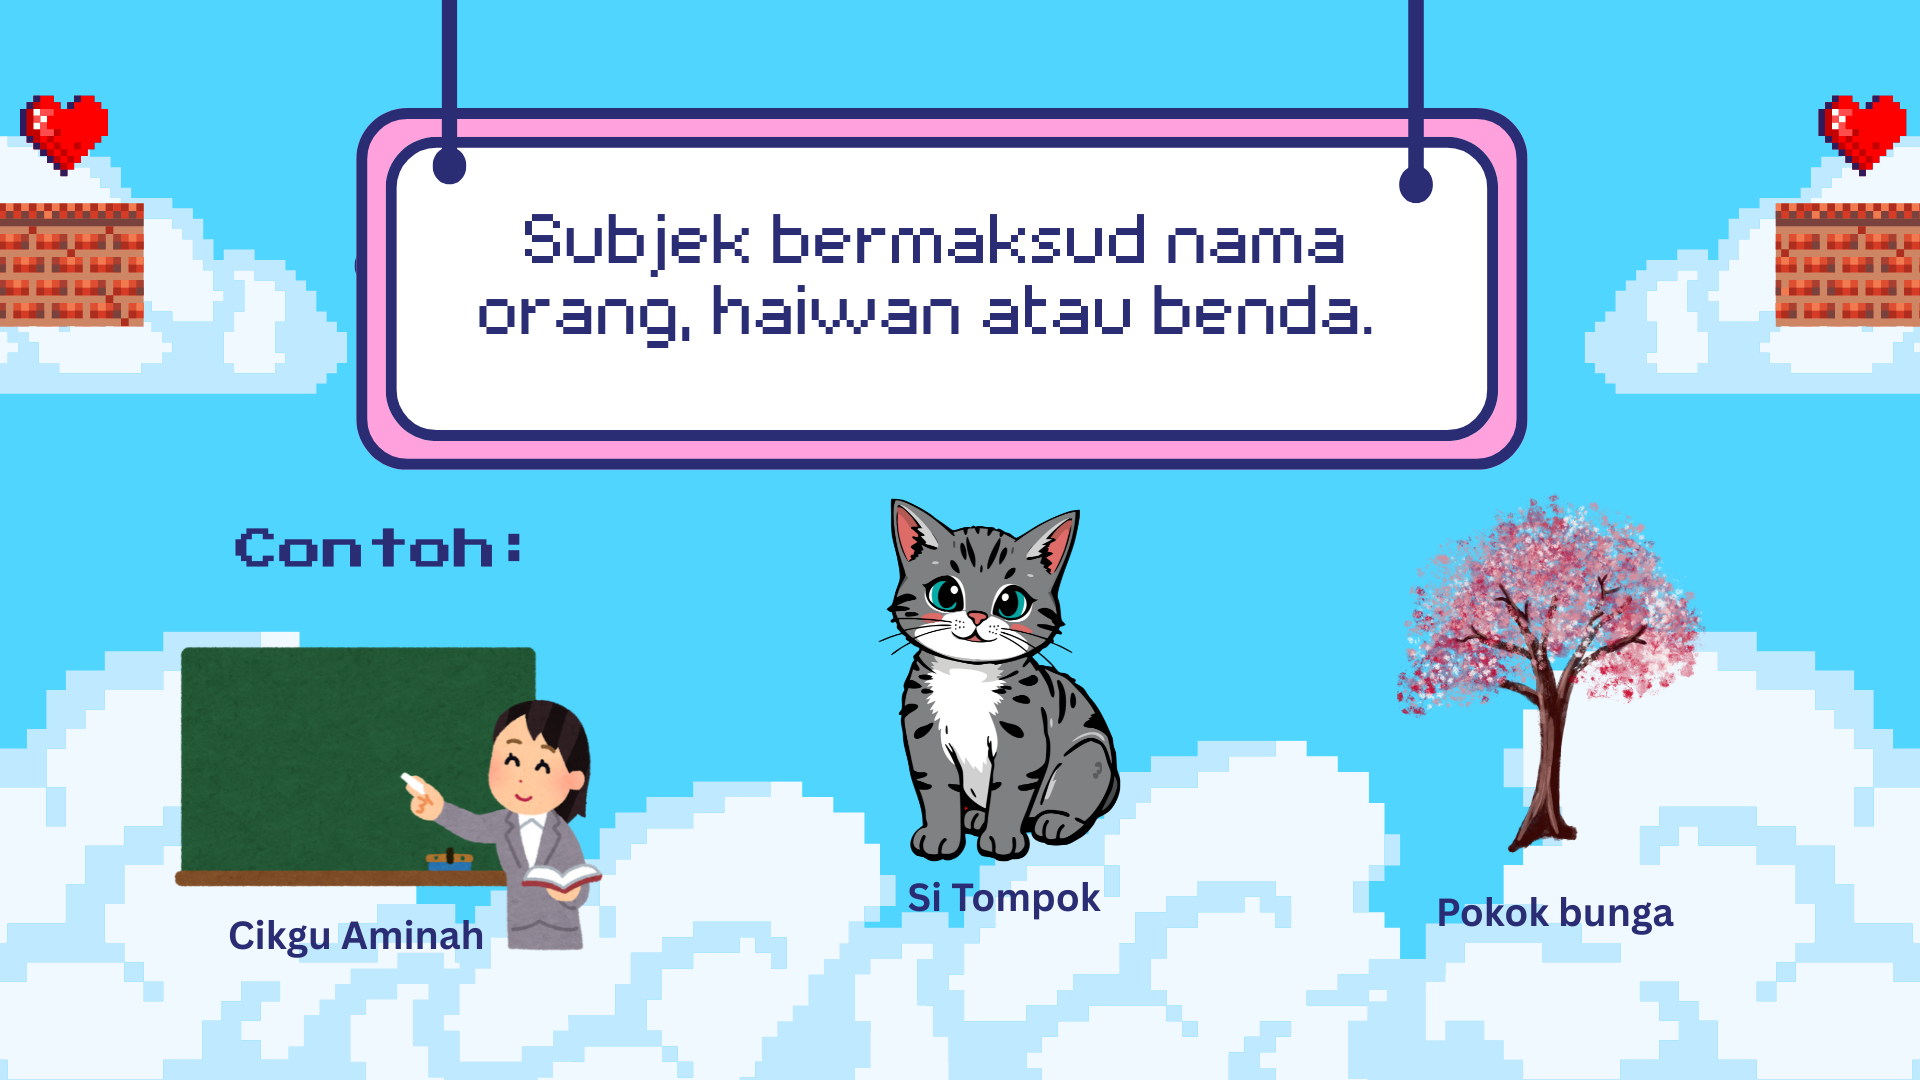 Subjek bermaksud nama
orang, haiwan atau benda.
Contoh:
Cikgu Aminah
Si Tompok
Pokok bunga